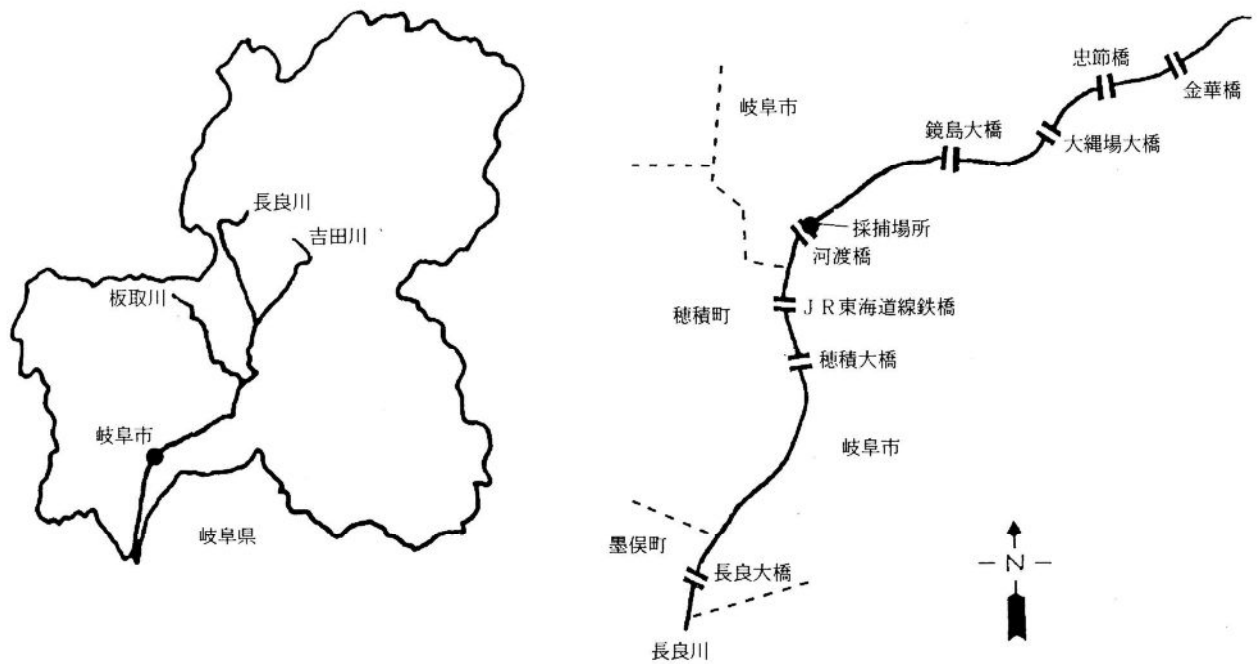 長良川
吉田川
板取川
岐阜市
岐阜県
忠節橋
金華橋
岐阜市
鏡島大橋
大縄場大橋
採捕場所
河渡橋
穂積町
JR東海道線鉄橋
穂積大橋
岐阜市
墨俣町
長良大橋
N
長良川